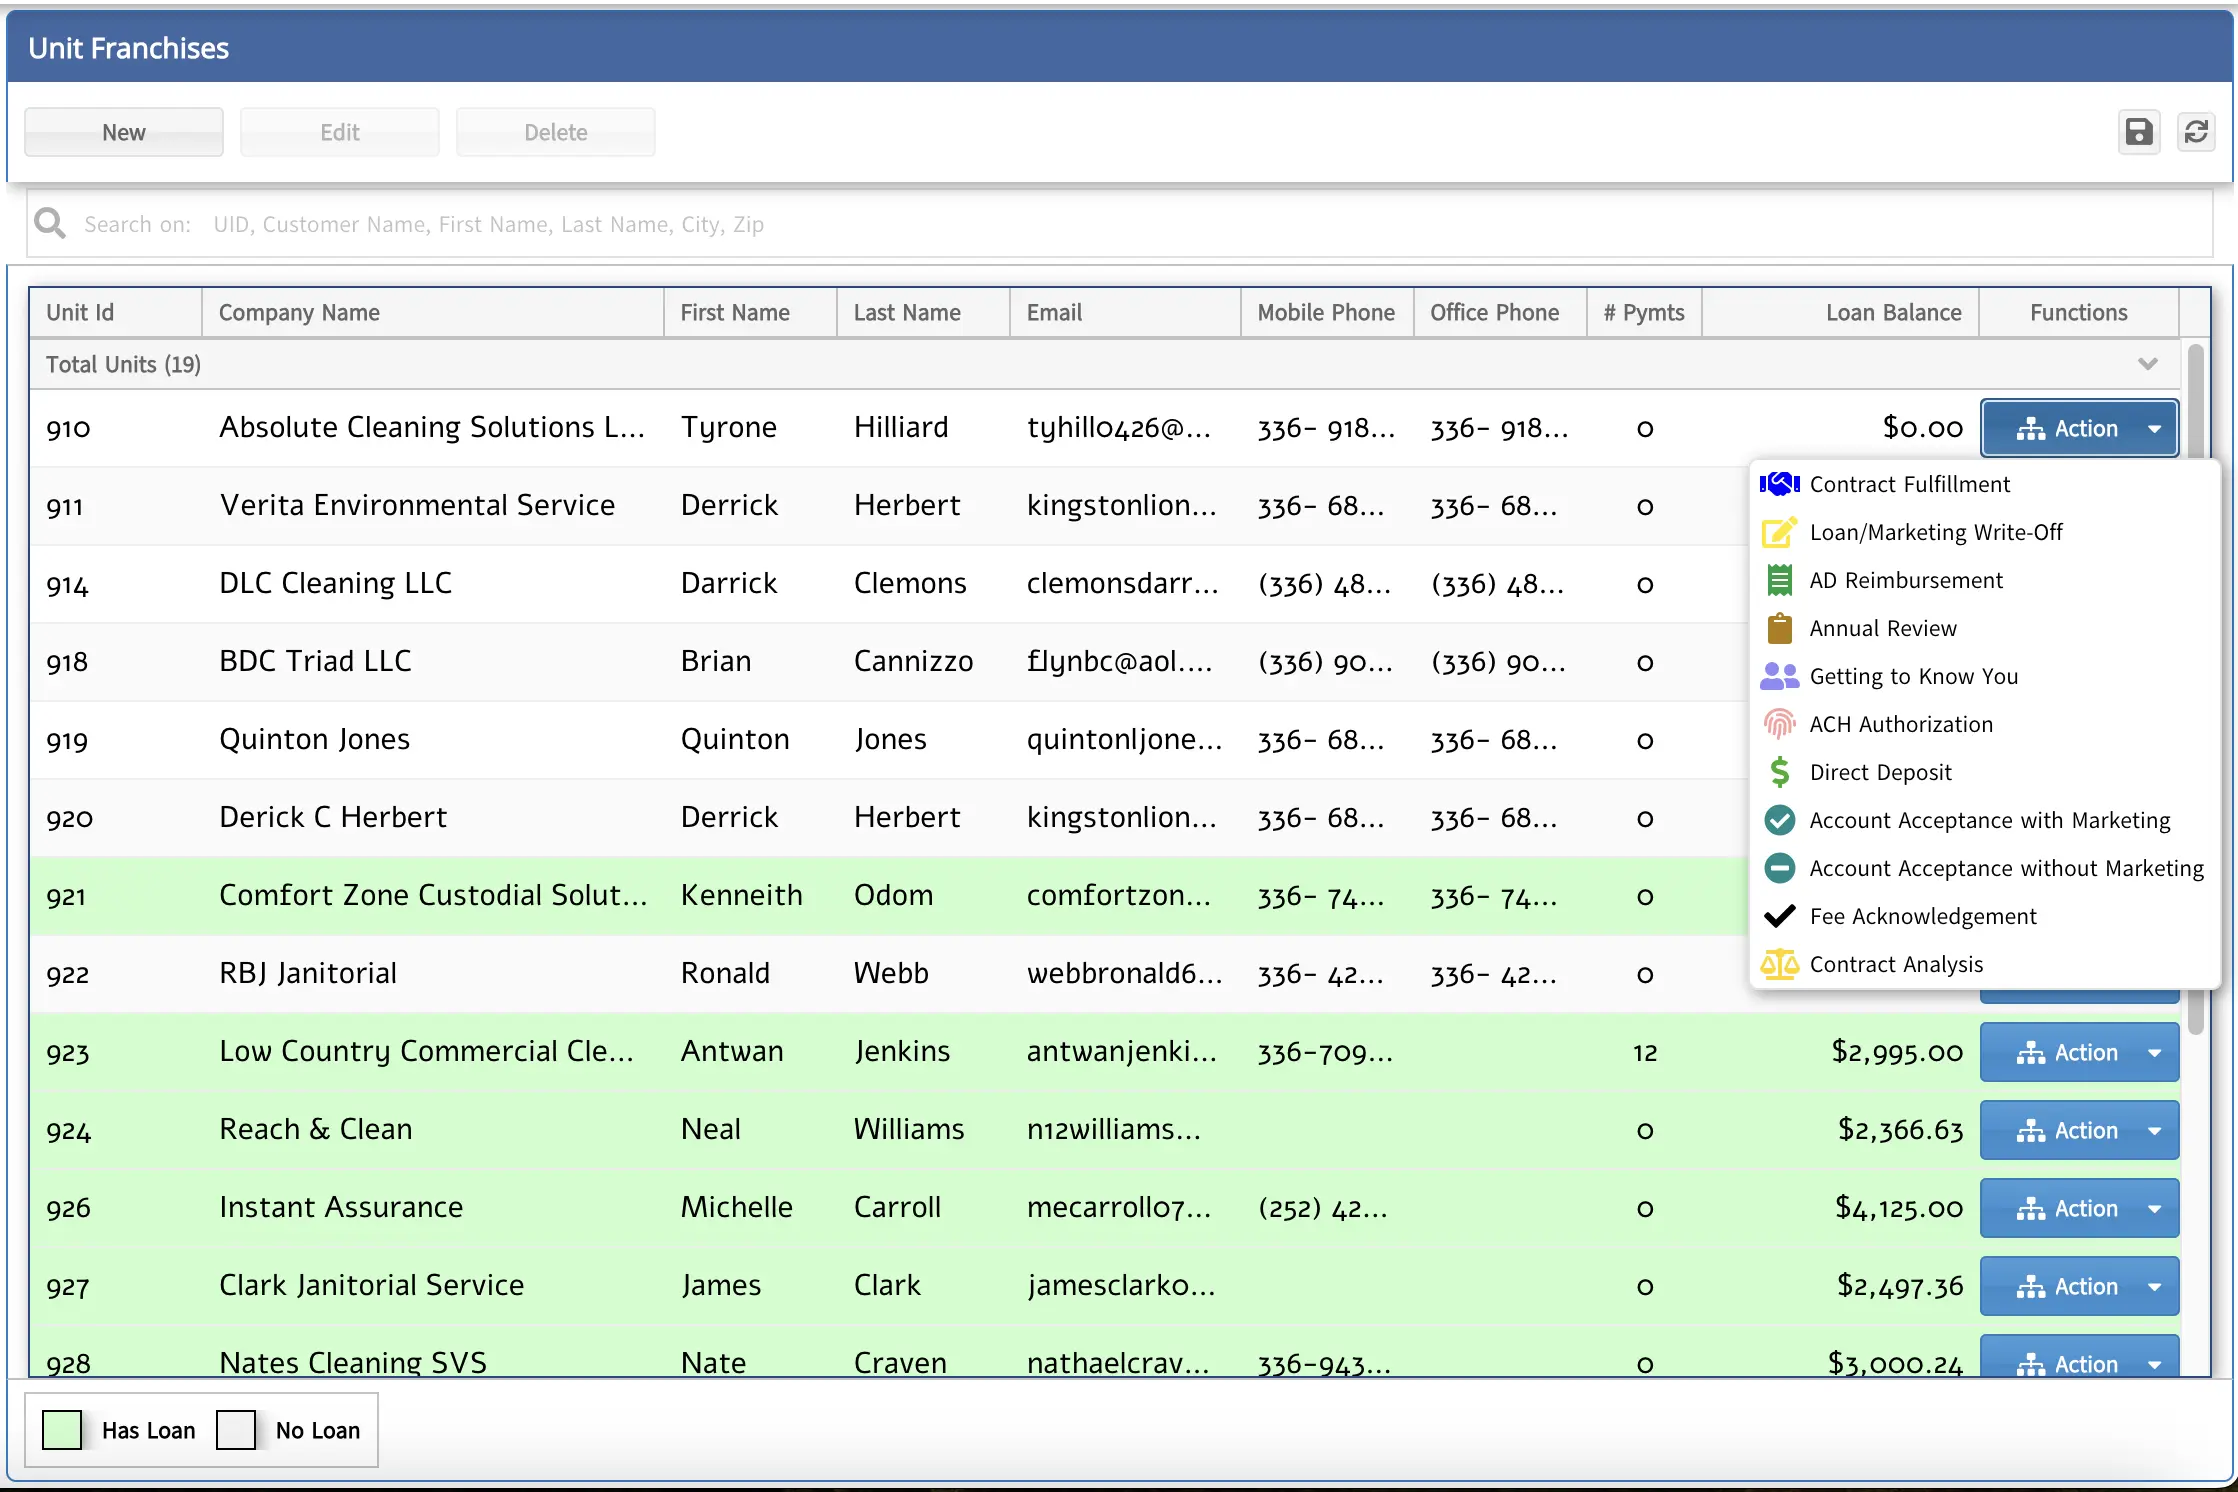 Unit Franchises
New Edit Delete
Search on: UID, Customer Name, First Name, Last Name, City, Zip
Unit Id Company Name First Name Last Name Email Mobile Phone Office Phone # Pymts Loan Balance Functions
Total Units (19)
910 Absolute Cleaning Solutions L... Tyrone Hilliard tyhill0426@... 336- 918... 336- 918... 0 $0.00 Action
911 Verita Environmental Service Derrick Herbert kingstonlion... 336- 68... 336- 68... 0
914 DLC Cleaning LLC Darrick Clemons clemonsdarr... (336) 48... (336) 48... 0
918 BDC Triad LLC Brian Cannizzo flynbc@aol.... (336) 90... (336) 90... 0
919 Quinton Jones Quinton Jones quintonljone... 336- 68... 336- 68... 0
920 Derick C Herbert Derrick Herbert kingstonlion... 336- 68... 336- 68... 0
921 Comfort Zone Custodial Solut... Kenneith Odom comfortzon... 336- 74... 336- 74... 0
922 RBJ Janitorial Ronald Webb webbronald6... 336- 42... 336- 42... 0
Contract Fulfillment
Loan/Marketing Write-Off
AD Reimbursement
Annual Review
Getting to Know You
ACH Authorization
Direct Deposit
Account Acceptance with Marketing
Account Acceptance without Marketing
Fee Acknowledgement
Contract Analysis
923 Low Country Commercial Cle... Antwan Jenkins antwanjenki... 336-709... 12 $2,995.00 Action
924 Reach & Clean Neal Williams n12williams... 0 $2,366.63 Action
926 Instant Assurance Michelle Carroll mecarroll07... (252) 42... 0 $4,125.00 Action
927 Clark Janitorial Service James Clark jamesclark0... 0 $2,497.36 Action
928 Nates Cleaning SVS Nate Craven nathaelcrav... 336-943... 0 $3,000.24 Action
Has Loan No Loan